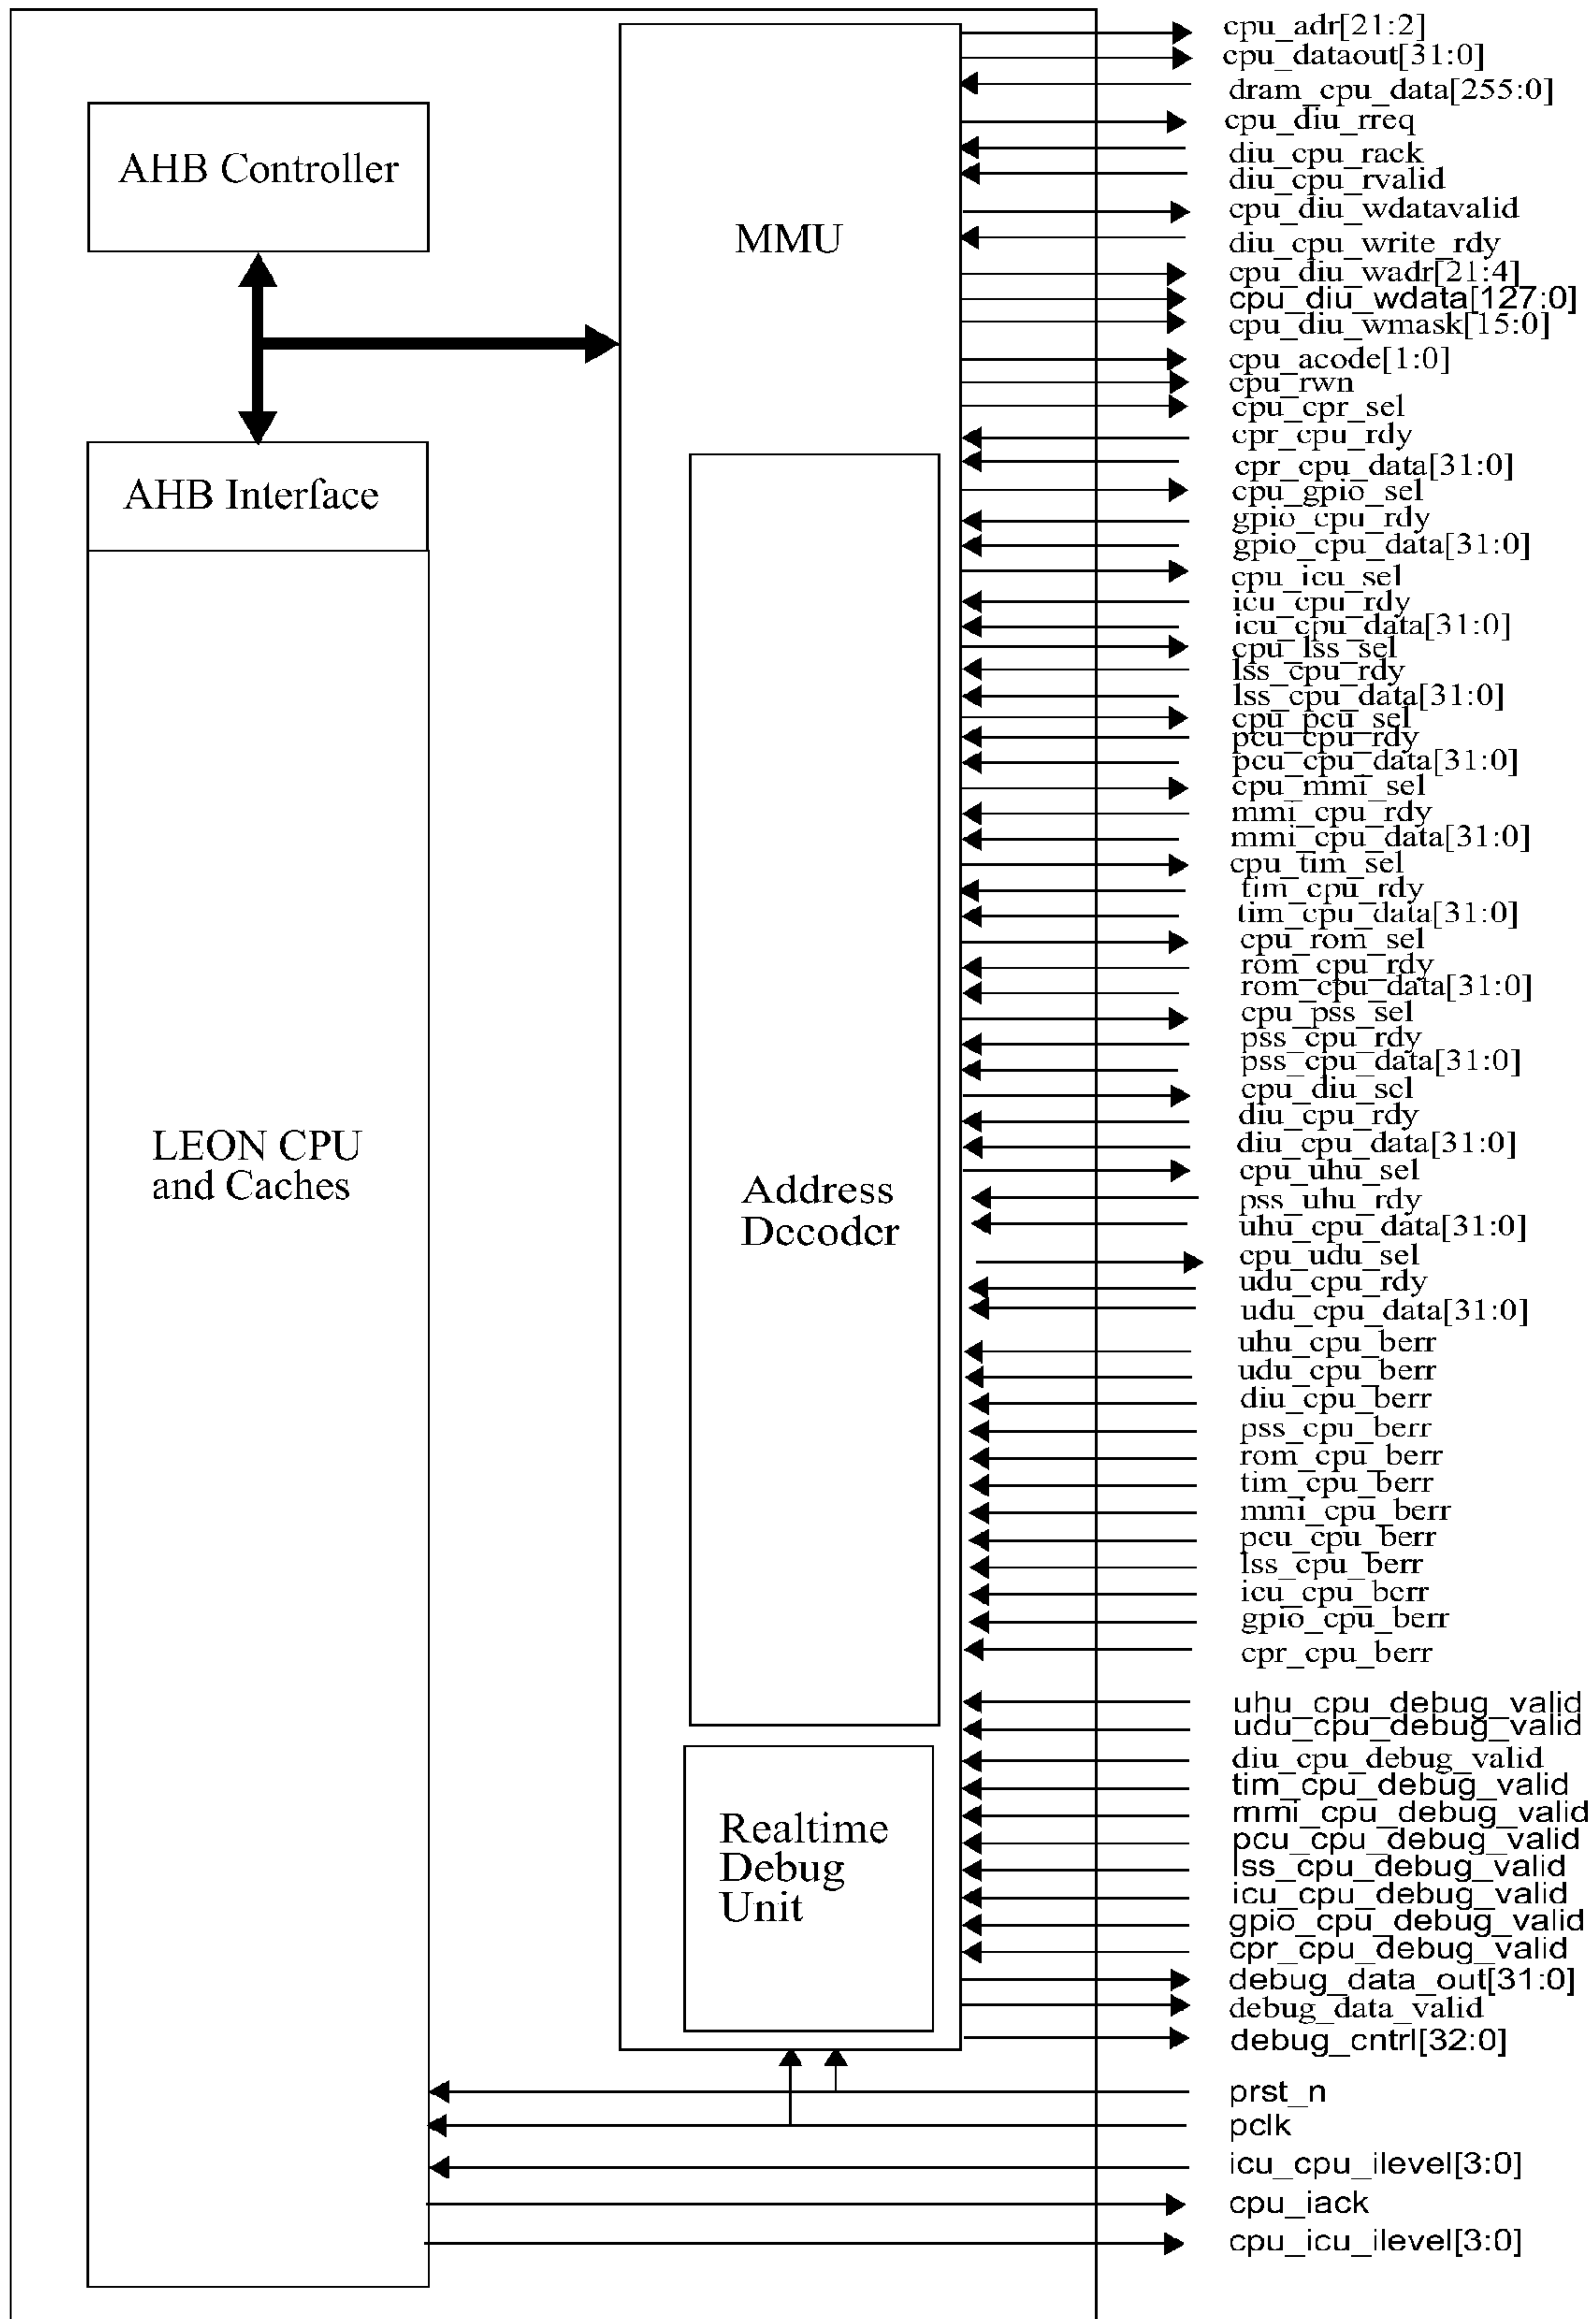 AHB Controller
AHB Interface
LEON CPU
and Caches
MMU
Address
Decoder
Realtime
Debug
Unit
cpu_adr[21:2]
cpu_dataout[31:0]
dram_cpu_data[255:0]
cpu_diu_rreq
diu_cpu_rack
diu_cpu_rvalid
cpu_diu_wdatavalid
diu_cpu_write_rdy
cpu_diu_wadr[21:4]
cpu_diu_wdata[127:0]
cpu_diu_wmask[15:0]
cpu_acode[1:0]
cpu_rwn
cpu_cpr_sel
cpr_cpu_rdy
cpr_cpu_data[31:0]
cpu_gpio_sel
gpio_cpu_rdy
gpio_cpu_data[31:0]
cpu_icu_sel
icu_cpu_rdy
icu_cpu_data[31:0]
cpu_lss_sel
lss_cpu_rdy
lss_cpu_data[31:0]
cpu_pcu_sel
pcu_cpu_rdy
pcu_cpu_data[31:0]
cpu_mmi_sel
mmi_cpu_rdy
mmi_cpu_data[31:0]
cpu_tim_sel
tim_cpu_rdy
tim_cpu_data[31:0]
cpu_rom_sel
rom_cpu_rdy
rom_cpu_data[31:0]
cpu_pss_sel
pss_cpu_rdy
pss_cpu_data[31:0]
cpu_diu_sel
diu_cpu_rdy
diu_cpu_data[31:0]
cpu_uhu_sel
pss_uhu_rdy
uhu_cpu_data[31:0]
cpu_udu_sel
udu_cpu_rdy
udu_cpu_data[31:0]
uhu_cpu_berr
udu_cpu_berr
diu_cpu_berr
pss_cpu_berr
rom_cpu_berr
tim_cpu_berr
mmi_cpu_berr
pcu_cpu_berr
lss_cpu_berr
icu_cpu_berr
gpio_cpu_berr
cpr_cpu_berr
uhu_cpu_debug_valid
udu_cpu_debug_valid
diu_cpu_debug_valid
tim_cpu_debug_valid
mmi_cpu_debug_valid
pcu_cpu_debug_valid
lss_cpu_debug_valid
icu_cpu_debug_valid
gpio_cpu_debug_valid
cpr_cpu_debug_valid
debug_data_out[31:0]
debug_data_valid
debug_cntrl[32:0]
prst_n
pclk
icu_cpu_ilevel[3:0]
cpu_iack
cpu_icu_ilevel[3:0]